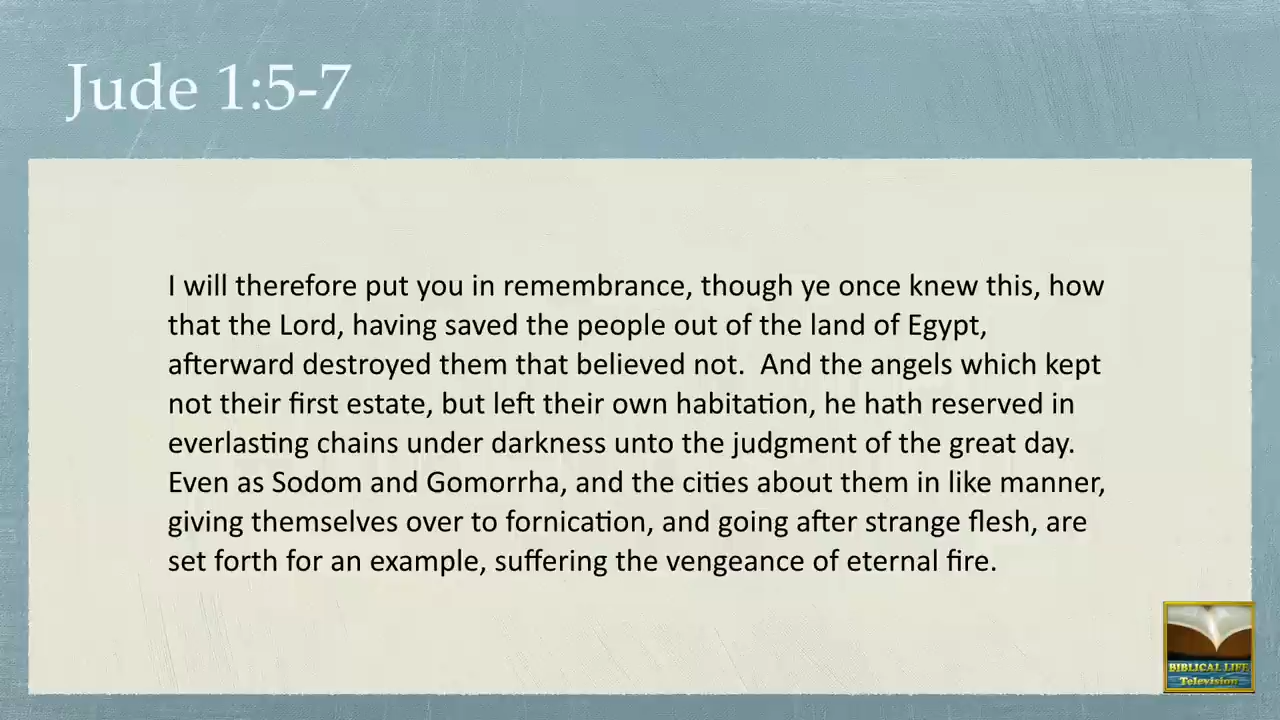 Jude 1:5-7
I will therefore put you in remembrance, though ye once knew this, how
that the Lord, having saved the people out of the land of Egypt,
afterward destroyed them that believed not.  And the angels which kept
not their first estate, but left their own habitation, he hath reserved in
everlasting chains under darkness unto the judgment of the great day.
Even as Sodom and Gomorrha, and the cities about them in like manner,
giving themselves over to fornication, and going after strange flesh, are
set forth for an example, suffering the vengeance of eternal fire.
BIBLICAL LIFE
Television